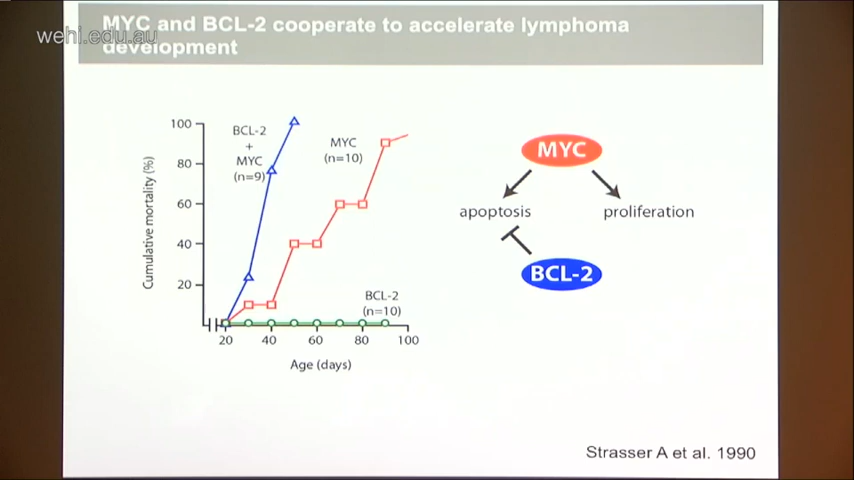 wehi.edu.au
MYC and BCL-2 cooperate to accelerate lymphoma
development
Cumulative mortality (%)
100
80
60
40
20
BCL-2
+
MYC
(n=9)
MYC
(n=10)
BCL-2
(n=10)
20
40
60
80
100
Age (days)
MYC
apoptosis
proliferation
BCL-2
Strasser A et al. 1990